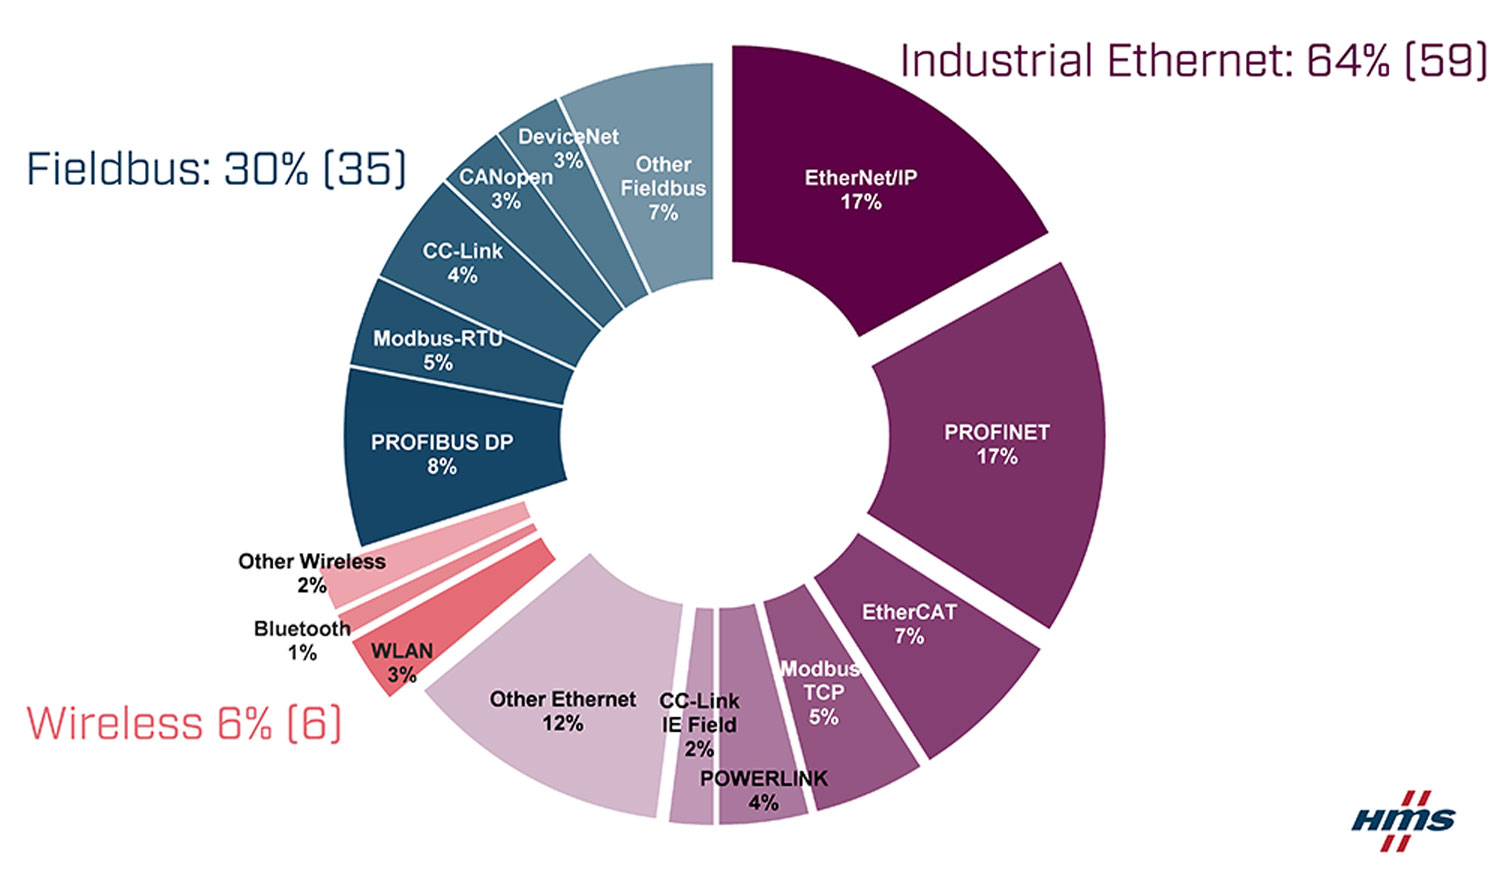 Industrial Ethernet: 64% (59)
Fieldbus: 30% (35)
Wireless 6% (6)
EtherNet/IP
17%
PROFINET
17%
EtherCAT
7%
Modbus
TCP
5%
POWERLINK
4%
CC-Link
IE Field
2%
Other Ethernet
12%
WLAN
3%
Bluetooth
1%
Other Wireless
2%
PROFIBUS DP
8%
Modbus-RTU
5%
CC-Link
4%
CANopen
3%
DeviceNet
3%
Other
Fieldbus
7%
HMS